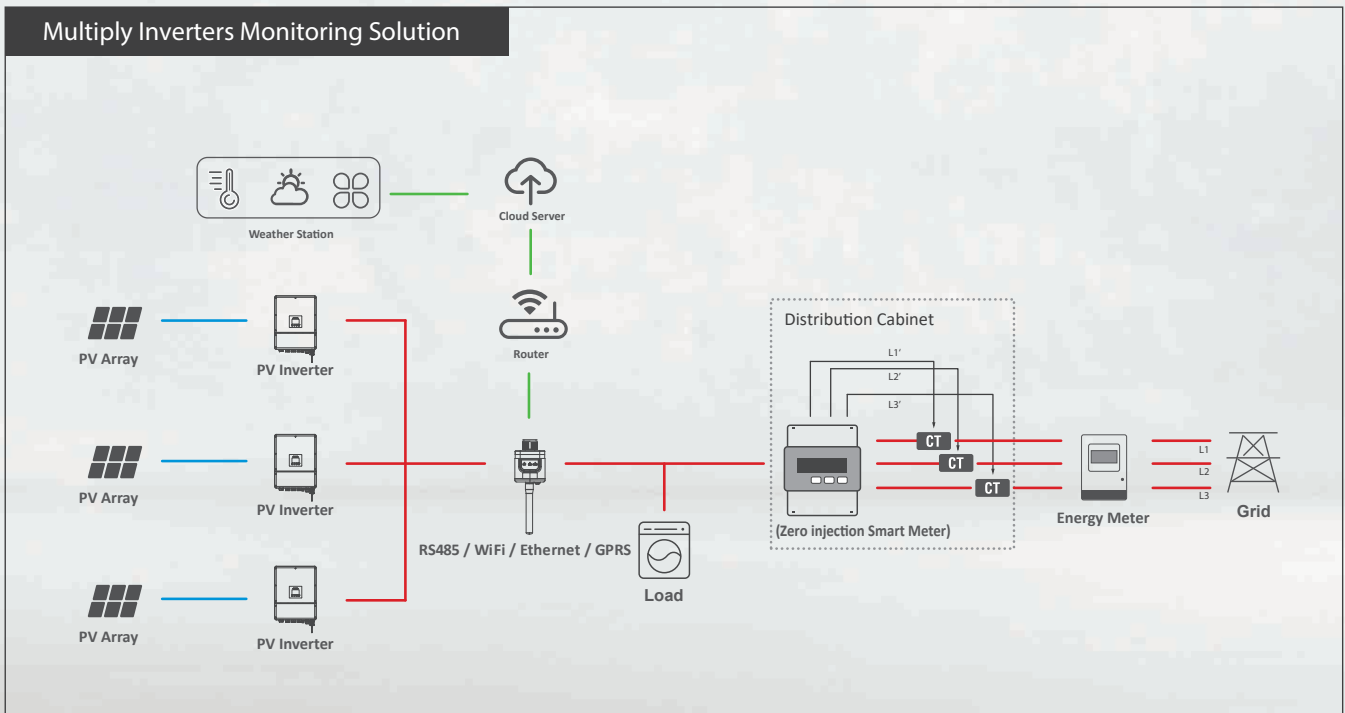 Multiply Inverters Monitoring Solution
Weather Station
Cloud Server
Router
PV Array
PV Inverter
PV Array
PV Inverter
PV Array
PV Inverter
RS485 / WiFi / Ethernet / GPRS
Load
Distribution Cabinet
L1'
L2'
L3'
CT
CT
CT
(Zero injection Smart Meter)
Energy Meter
L1
L2
L3
Grid